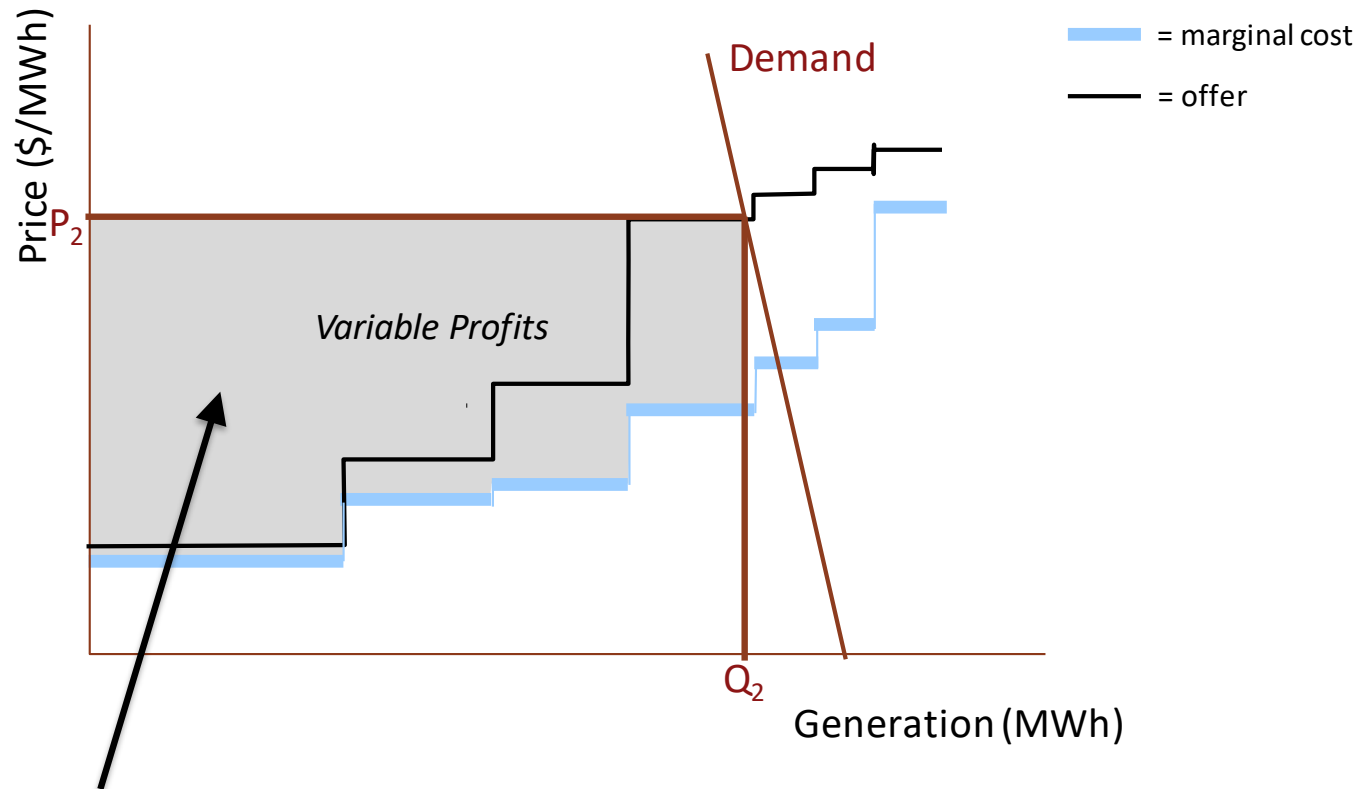 Price ($/MWh)
Demand
= marginal cost
= offer
P₂
Variable Profits
Q₂
Generation (MWh)